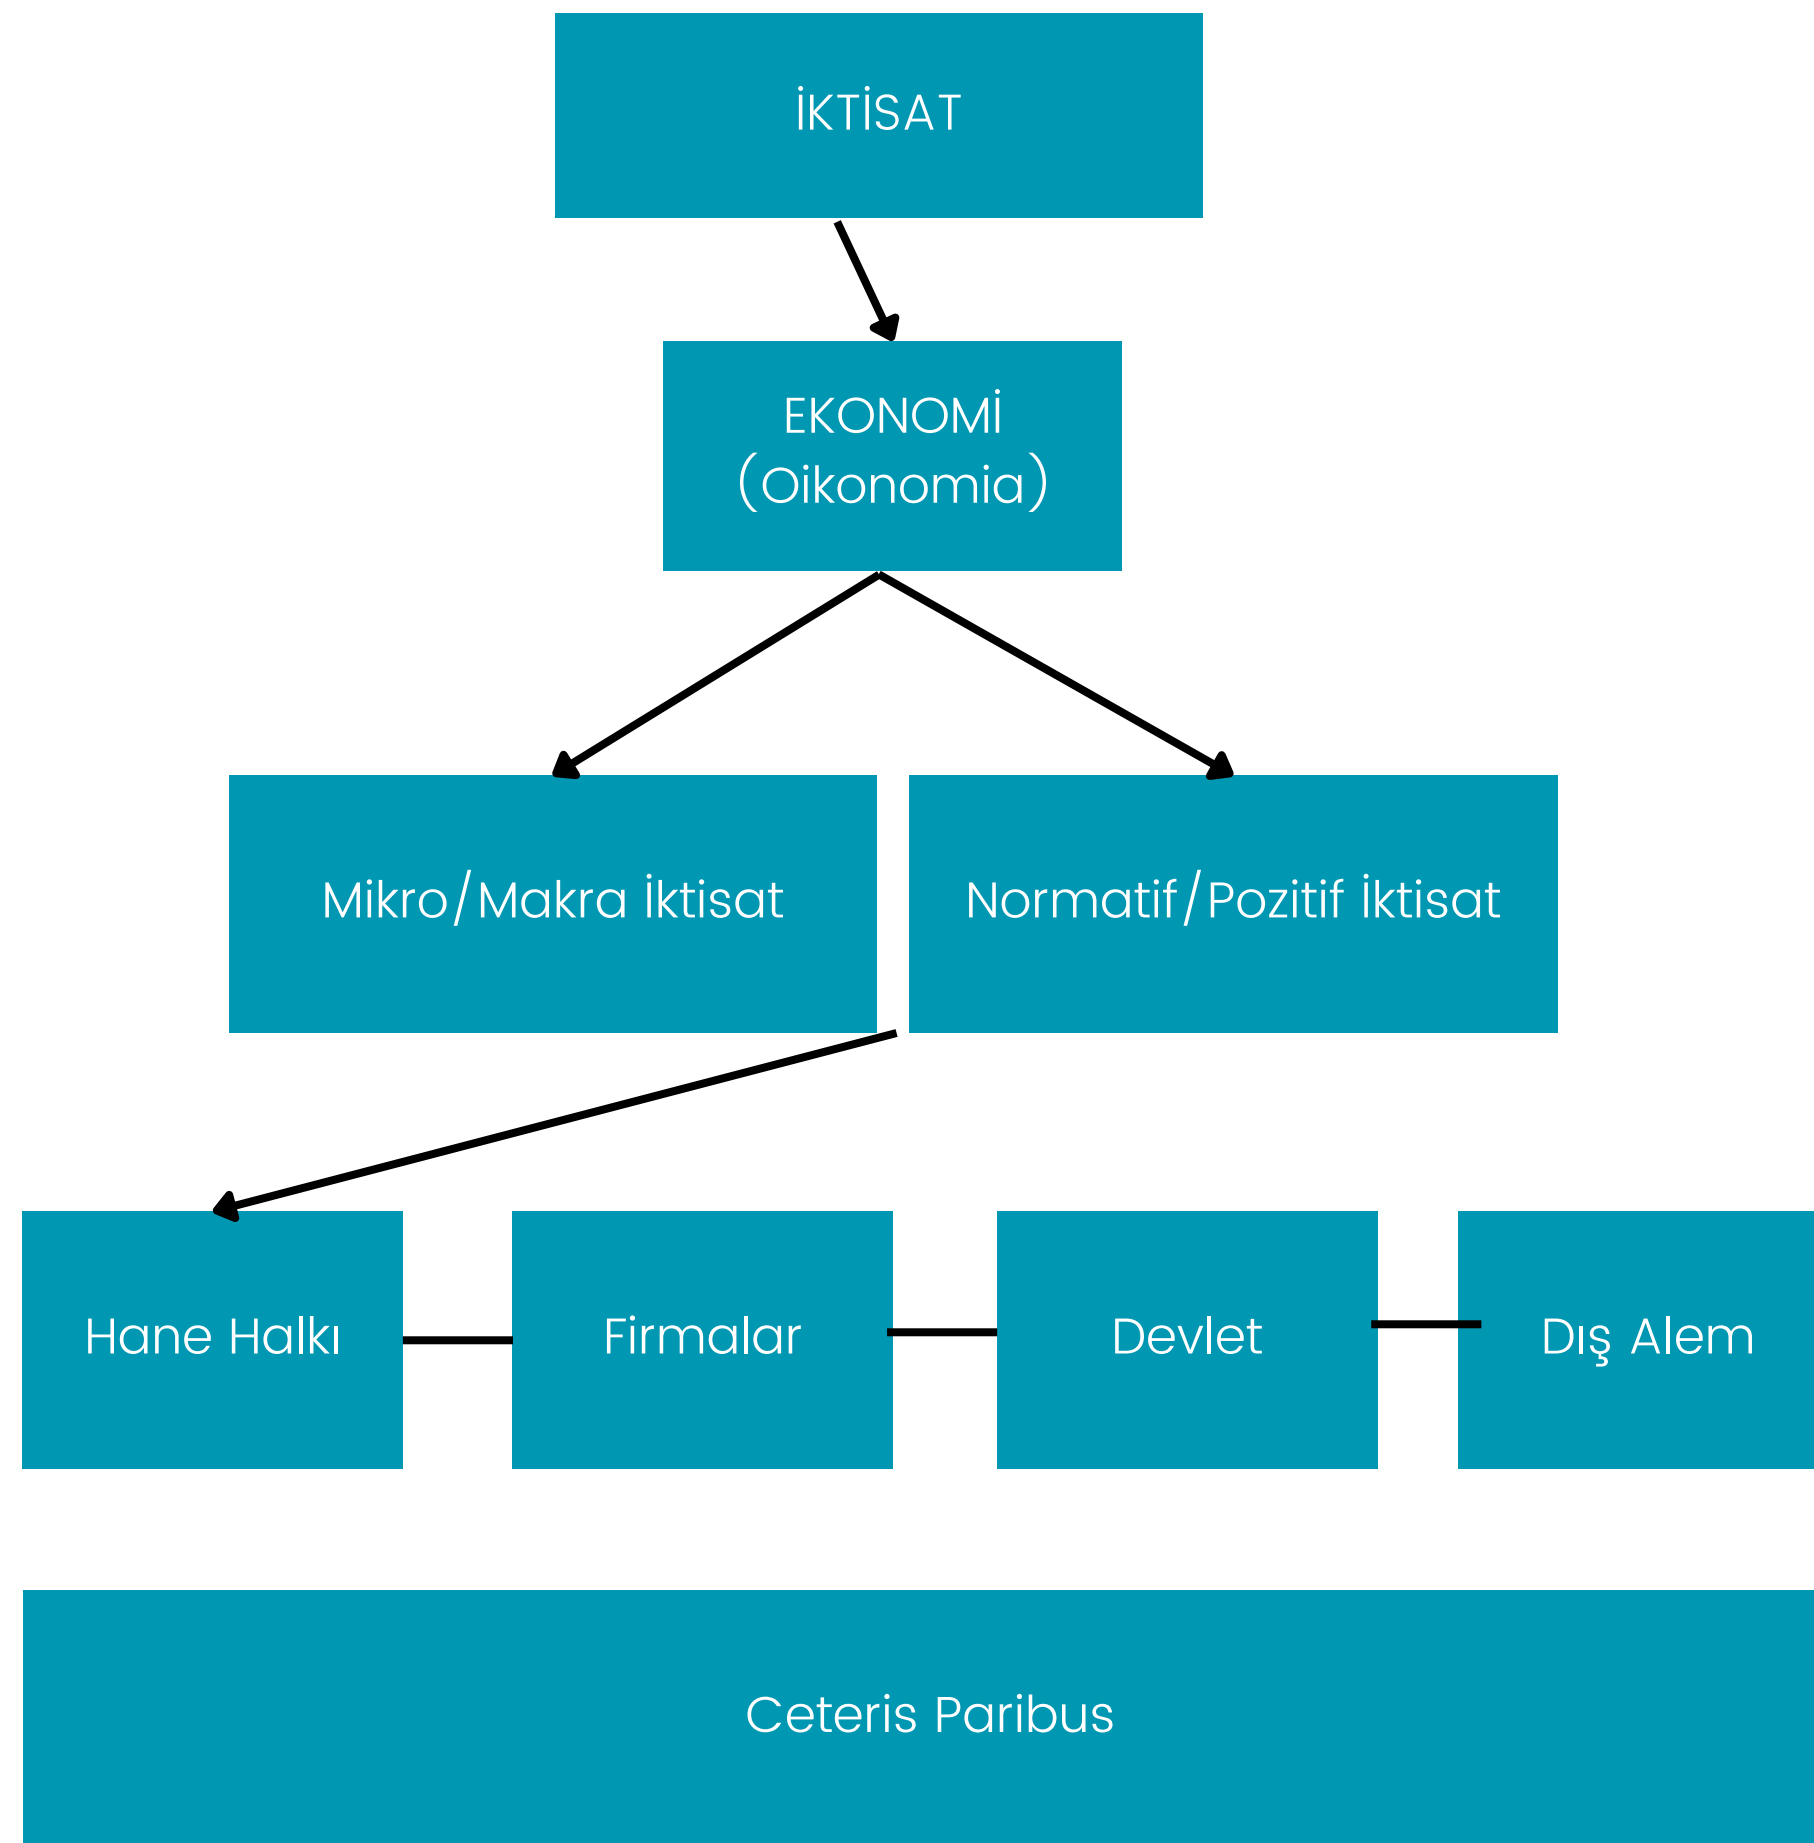 İKTİSAT
EKONOMİ
(Oikonomia)
Mikro/Makra İktisat
Normatif/Pozitif İktisat
Hane Halkı
Firmalar
Devlet
Dış Alem
Ceteris Paribus